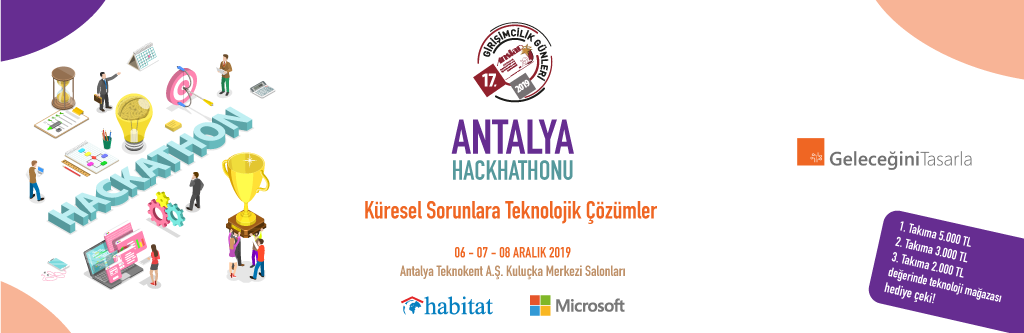 HACKATHON
GİRİŞİMCİLİK GÜNLERİ
17.
2019
ANTALYA
HACKHATHONU
Küresel Sorunlara Teknolojik Çözümler
06 - 07 - 08 ARALIK 2019
Antalya Teknokent A.Ş. Kuluçka Merkezi Salonları
habitat
Microsoft
GeleceğiniTasarla
1. Takıma 5.000 TL
2. Takıma 3.000 TL
3. Takıma 2.000 TL
değerinde teknoloji mağazası
hediye çeki!